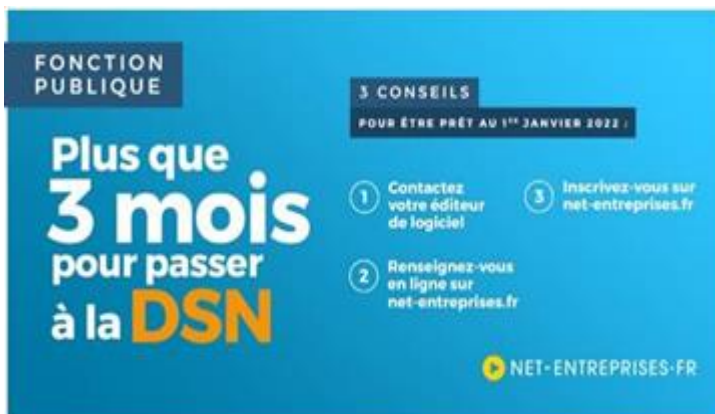 FONCTION
PUBLIQUE
Plus que
3 mois
pour passer
à la DSN
3 CONSEILS
POUR ÊTRE PRÊT AU 1ER JANVIER 2022 :
1 Contactez
votre éditeur
de logiciel
2 Renseignez-vous
en ligne sur
net-entreprises.fr
3 Inscrivez-vous sur
net-entreprises.fr
NET-ENTREPRISES·FR